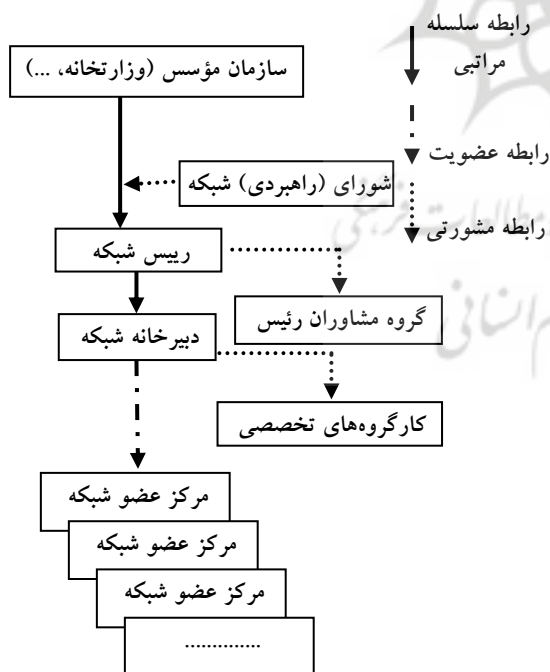 رابطه سلسله
مراتبی
سازمان مؤسس (وزارتخانه، ...)
رابطه عضویت
شورای (راهبردی) شبکه
رابطه مشورتی
رییس شبکه
گروه مشاوران رئیس
دبیرخانه شبکه
کارگروه‌های تخصصی
مرکز عضو شبکه
مرکز عضو شبکه
مرکز عضو شبکه
..............